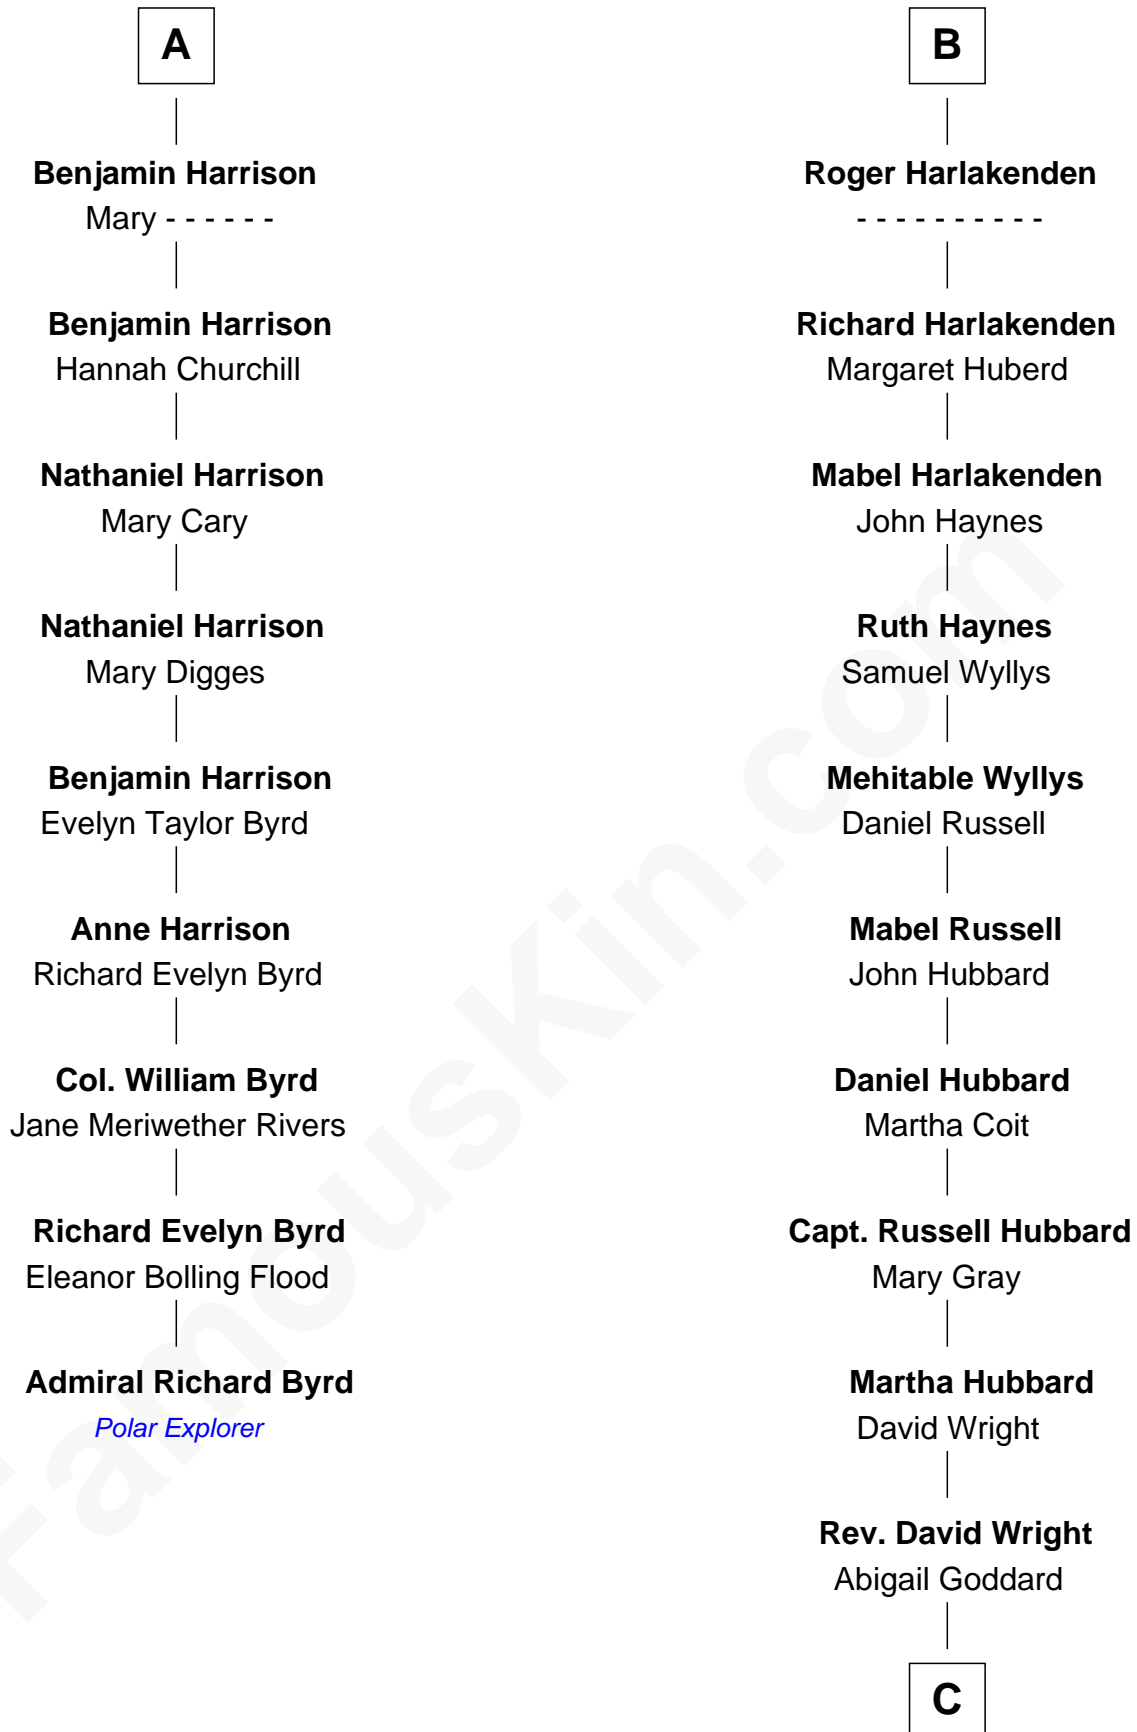 A
Benjamin Harrison
Mary - - - - - -
Benjamin Harrison
Hannah Churchill
Nathaniel Harrison
Mary Cary
Nathaniel Harrison
Mary Digges
Benjamin Harrison
Evelyn Taylor Byrd
Anne Harrison
Richard Evelyn Byrd
Col. William Byrd
Jane Meriwether Rivers
Richard Evelyn Byrd
Eleanor Bolling Flood
Admiral Richard Byrd
Polar Explorer
B
Roger Harlakenden
- - - - - - - - - -
Richard Harlakenden
Margaret Huberd
Mabel Harlakenden
John Haynes
Ruth Haynes
Samuel Wyllys
Mehitable Wyllys
Daniel Russell
Mabel Russell
John Hubbard
Daniel Hubbard
Martha Coit
Capt. Russell Hubbard
Mary Gray
Martha Hubbard
David Wright
Rev. David Wright
Abigail Goddard
C
FamousKin.com